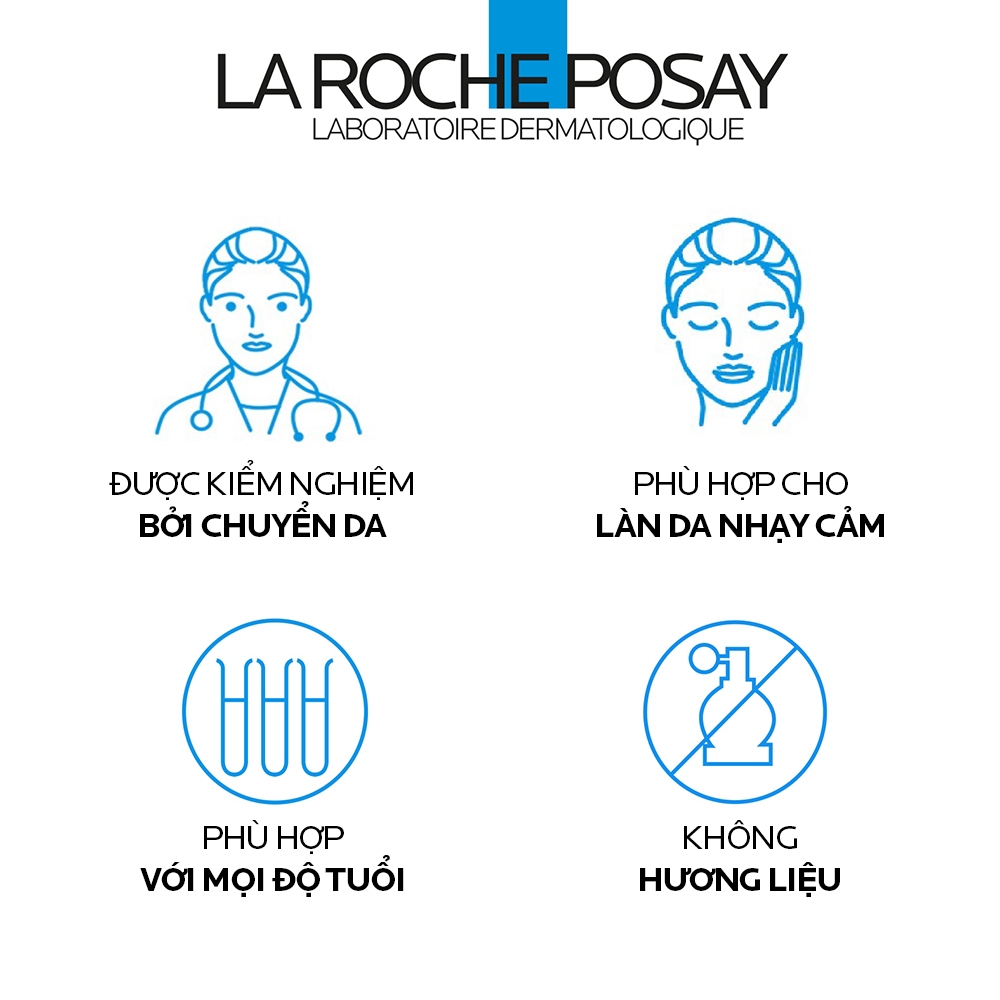 LA ROCHE POSAY
LABORATOIRE DERMATOLOGIQUE
ĐƯỢC KIỂM NGHIỆM
BỞI CHUYỂN DA
PHÙ HỢP CHO
LÀN DA NHẠY CẢM
PHÙ HỢP
VỚI MỌI ĐỘ TUỔI
KHÔNG
HƯƠNG LIỆU